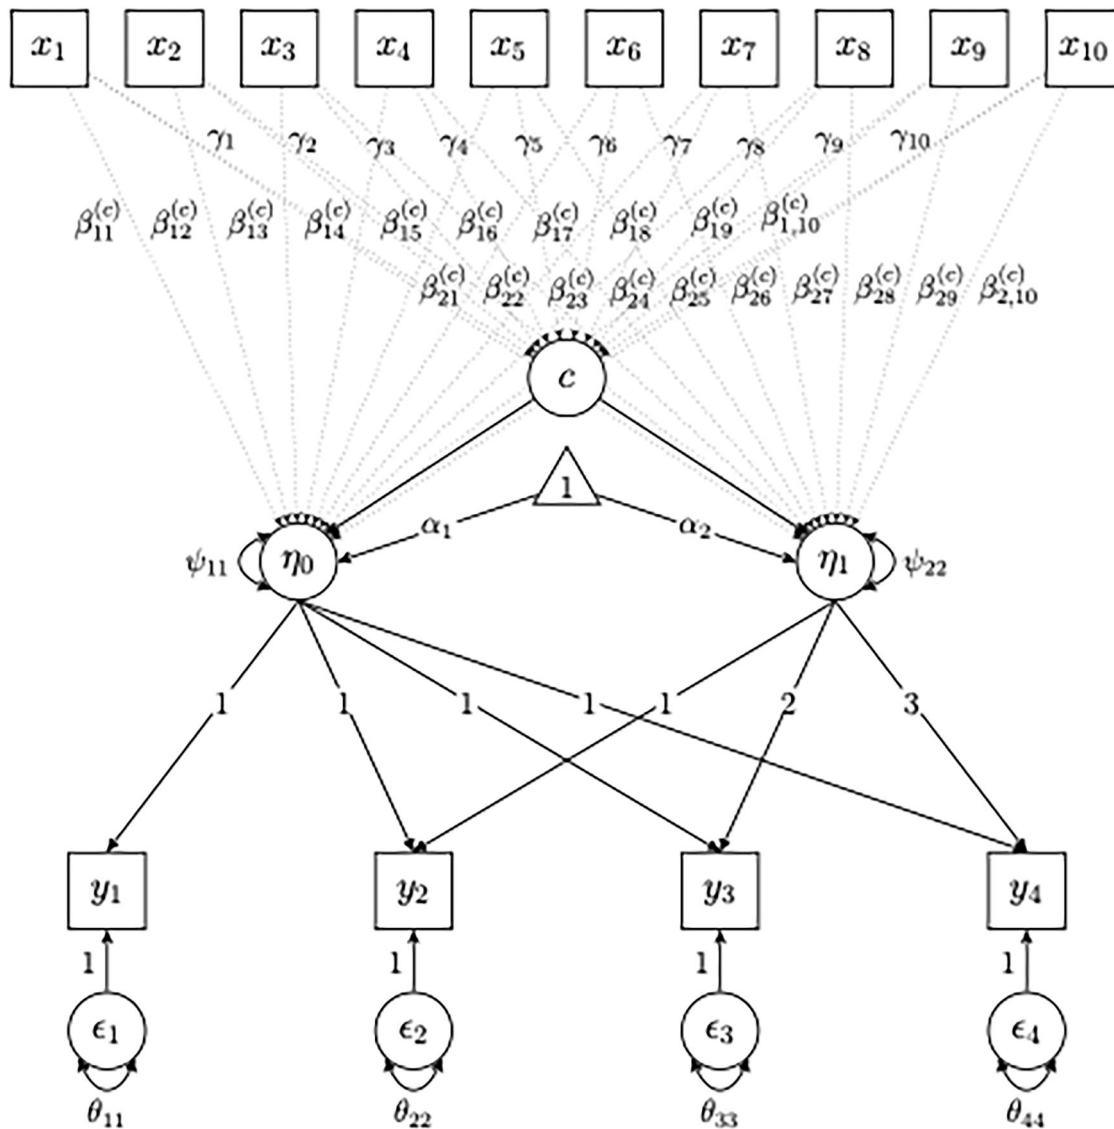 x₁ x₂ x₃ x₄ x₅ x₆ x₇ x₈ x₉ x₁₀
γ₁ γ₂ γ₃ γ₄ γ₅ γ₆ γ₇ γ₈ γ₉ γ₁₀
β₁₁^(c) β₁₂^(c) β₁₃^(c) β₁₄^(c) β₁₅^(c) β₁₆^(c) β₁₇^(c) β₁₈^(c) β₁₉^(c) β₁,₁₀^(c)
β₂₁^(c) β₂₂^(c) β₂₃^(c) β₂₄^(c) β₂₅^(c) β₂₆^(c) β₂₇^(c) β₂₈^(c) β₂₉^(c) β₂,₁₀^(c)
c
1
α₁ α₂
ψ₁₁ η₀ η₁ ψ₂₂
1 1 1 1 1 2 3
y₁ y₂ y₃ y₄
1 1 1 1
ϵ₁ ϵ₂ ϵ₃ ϵ₄
θ₁₁ θ₂₂ θ₃₃ θ₄₄